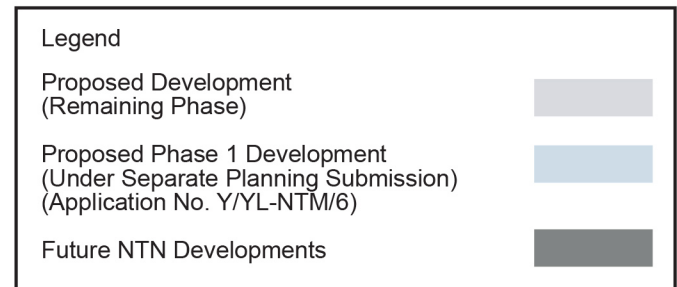 Legend
Proposed Development
(Remaining Phase)
Proposed Phase 1 Development
(Under Separate Planning Submission)
(Application No. Y/YL-NTM/6)
Future NTN Developments